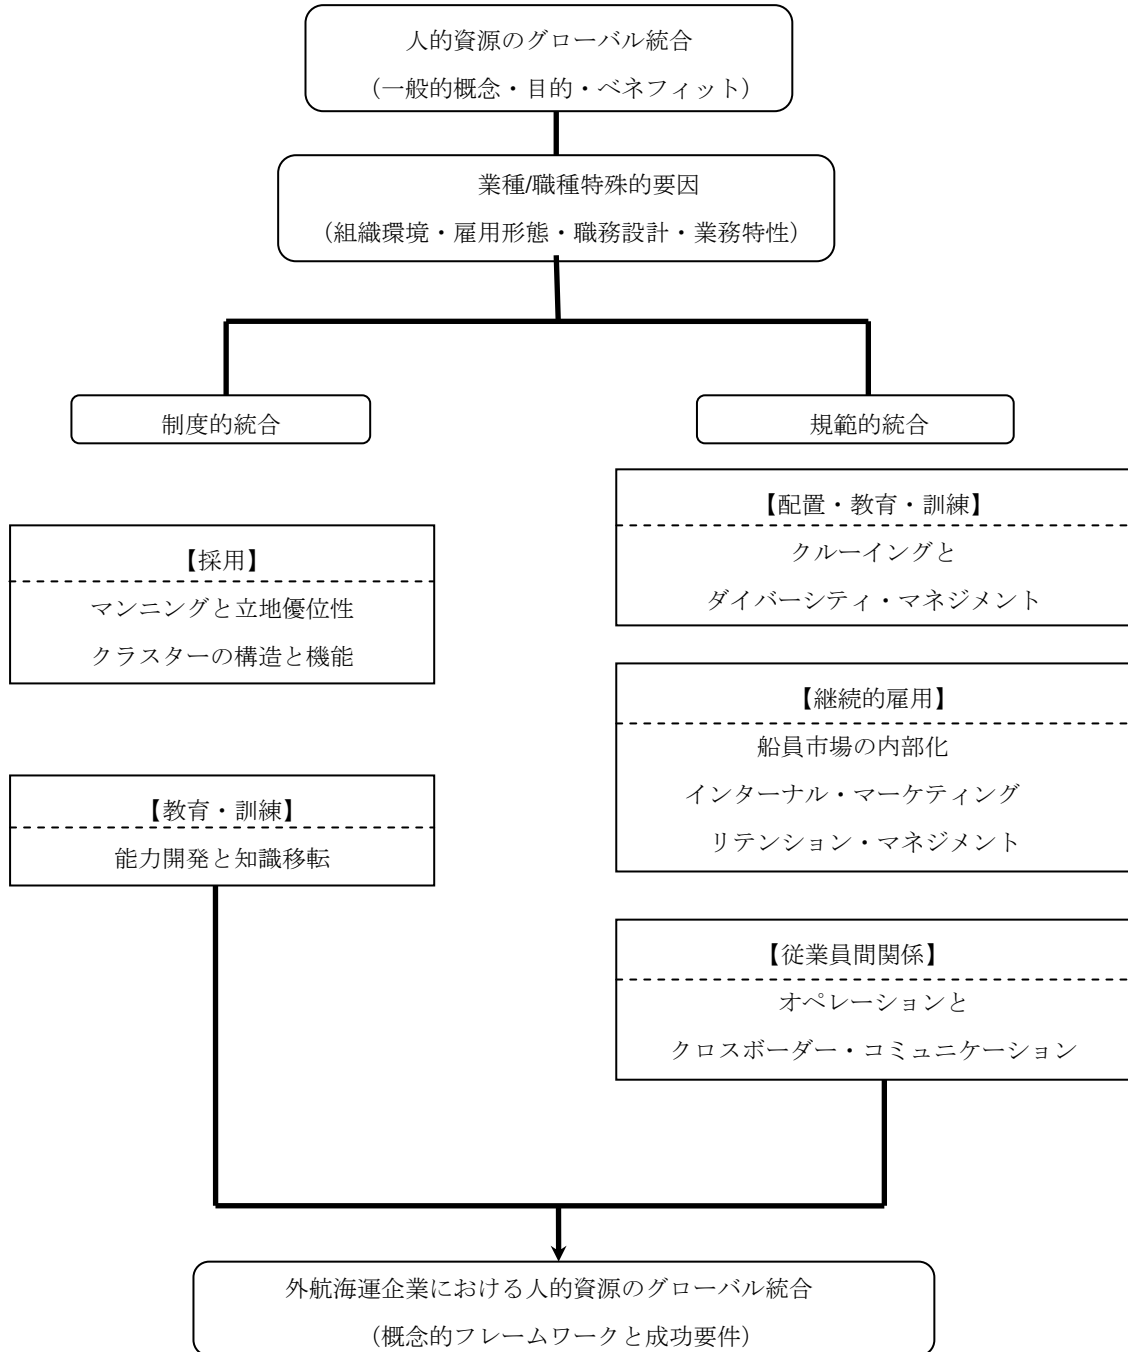 人的資源のグローバル統合
（一般的概念・目的・ベネフィット）
業種/職種特殊的要因
（組織環境・雇用形態・職務設計・業務特性）
制度的統合
規範的統合
【採用】
マンニングと立地優位性
クラスターの構造と機能
【教育・訓練】
能力開発と知識移転
【配置・教育・訓練】
クルーイングと
ダイバーシティ・マネジメント
【継続的雇用】
船員市場の内部化
インターナル・マーケティング
リテンション・マネジメント
【従業員間関係】
オペレーションと
クロスボーダー・コミュニケーション
外航海運企業における人的資源のグローバル統合
（概念的フレームワークと成功要件）